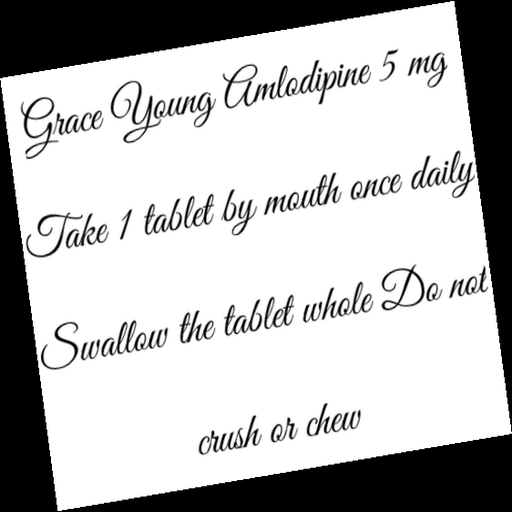 Grace Young Amlodipine 5 mg
Take 1 tablet by mouth once daily
Swallow the tablet whole Do not
crush or chew